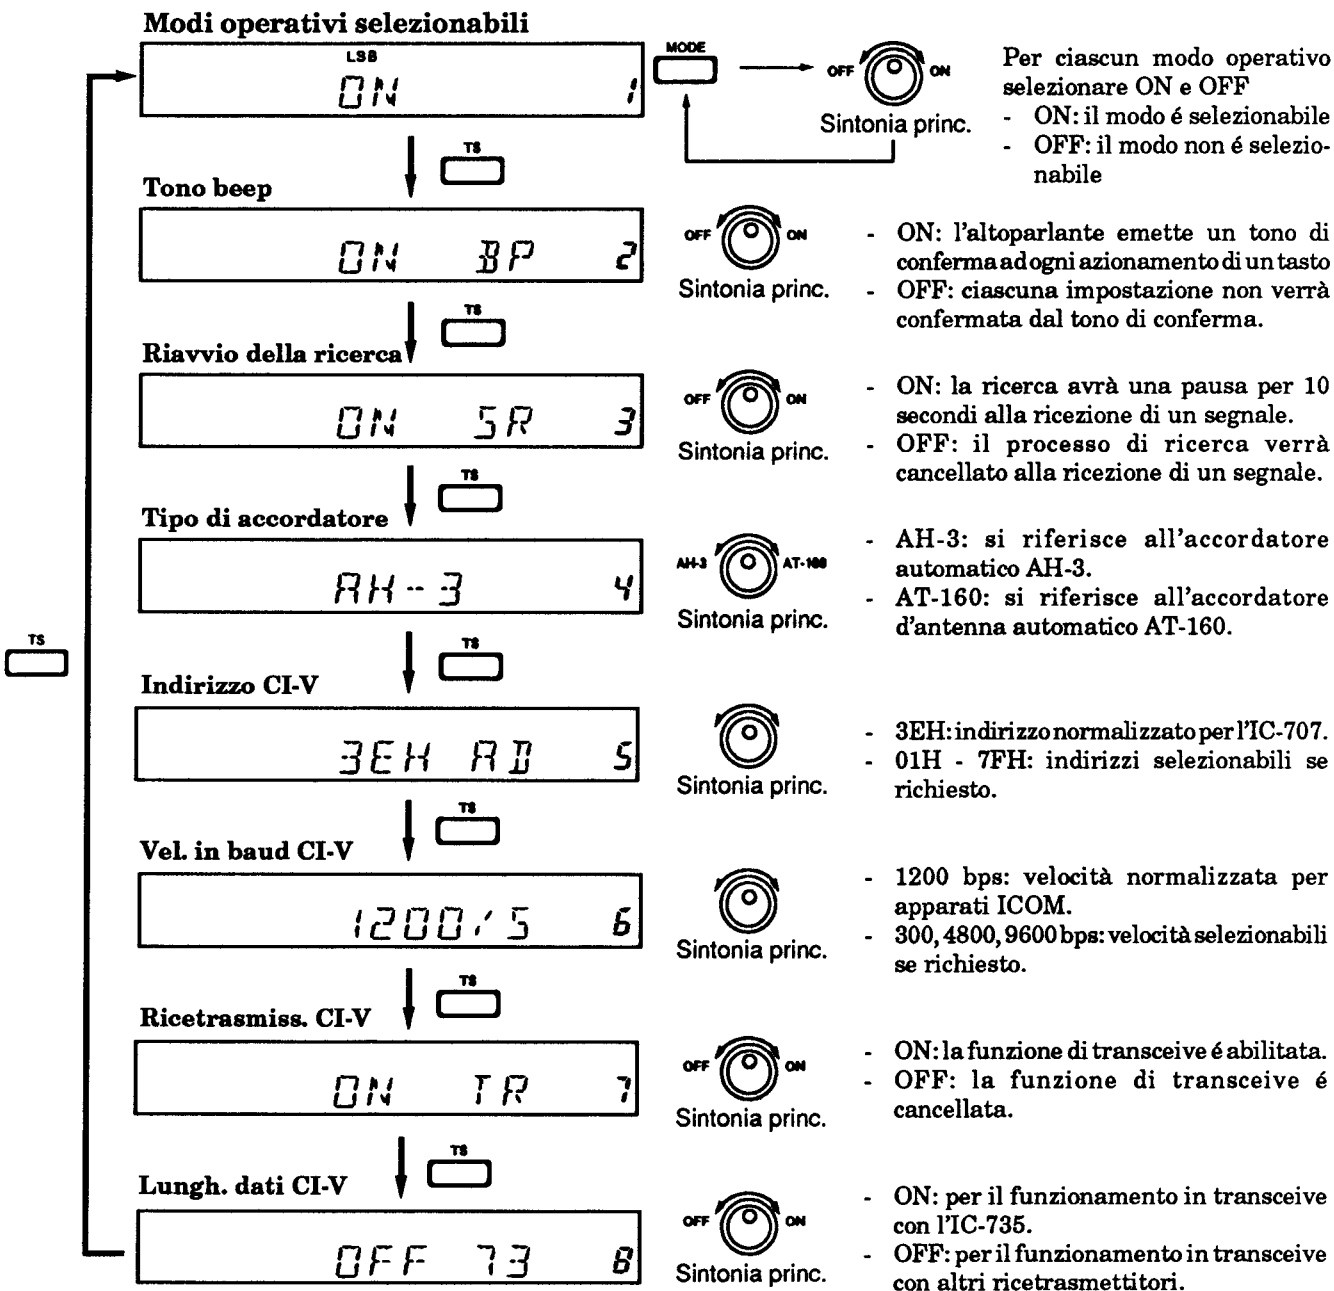 Modi operativi selezionabili
LSB
ON 1
MODE
OFF ON
Sintonia princ.
Per ciascun modo operativo
selezionare ON e OFF
- ON: il modo é selezionabile
- OFF: il modo non é selezio-
nabile
TS
Tono beep
ON BP 2
OFF ON
Sintonia princ.
- ON: l'altoparlante emette un tono di
conferma ad ogni azionamento di un tasto
- OFF: ciascuna impostazione non verrà
confermata dal tono di conferma.
TS
Riavvio della ricerca
ON SR 3
OFF ON
Sintonia princ.
- ON: la ricerca avrà una pausa per 10
secondi alla ricezione di un segnale.
- OFF: il processo di ricerca verrà
cancellato alla ricezione di un segnale.
TS
Tipo di accordatore
AH-3 4
AH-3 AT-160
Sintonia princ.
- AH-3: si riferisce all'accordatore
automatico AH-3.
- AT-160: si riferisce all'accordatore
d'antenna automatico AT-160.
TS
TS
Indirizzo CI-V
3EH AD 5
Sintonia princ.
- 3EH: indirizzo normalizzato per l'IC-707.
- 01H - 7FH: indirizzi selezionabili se
richiesto.
TS
Vel. in baud CI-V
1200/S 6
Sintonia princ.
- 1200 bps: velocità normalizzata per
apparati ICOM.
- 300, 4800, 9600 bps: velocità selezionabili
se richiesto.
TS
Ricetrasmiss. CI-V
ON TR 7
OFF ON
Sintonia princ.
- ON: la funzione di transceive é abilitata.
- OFF: la funzione di transceive é
cancellata.
TS
Lungh. dati CI-V
OFF 73 8
OFF ON
Sintonia princ.
- ON: per il funzionamento in transceive
con l'IC-735.
- OFF: per il funzionamento in transceive
con altri ricetrasmettitori.